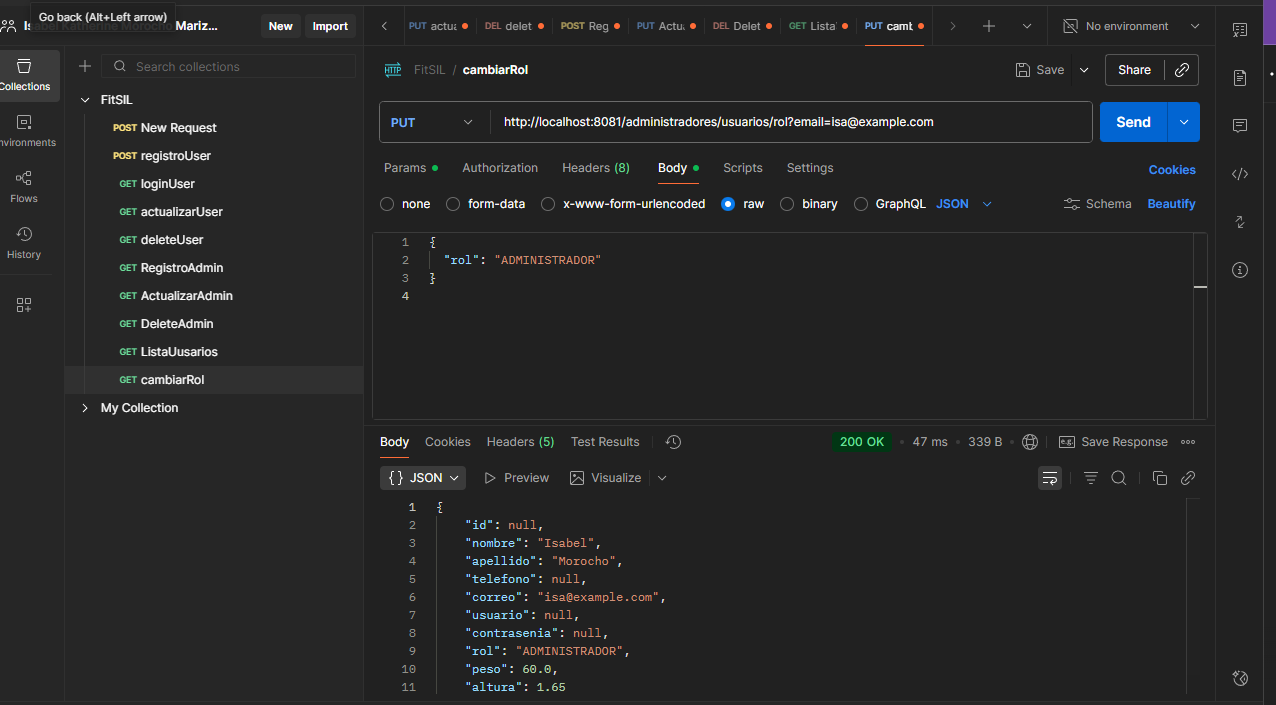 Go back (Alt+Left arrow)
Mariz...
New
Import
PUT actua
DEL delet
POST Reg
PUT Actu
DEL Delet
GET Lista
PUT camb
No environment
Collections
Environments
Flows
History
Search collections
FitSIL
POST New Request
POST registroUser
GET loginUser
GET actualizarUser
GET deleteUser
GET RegistroAdmin
GET ActualizarAdmin
GET DeleteAdmin
GET ListaUusarios
GET cambiarRol
My Collection
HTTP FitSIL / cambiarRol
Save
Share
PUT
http://localhost:8081/administradores/usuarios/rol?email=isa@example.com
Send
Params
Authorization
Headers (8)
Body
Scripts
Settings
Cookies
none
form-data
x-www-form-urlencoded
raw
binary
GraphQL
JSON
Schema
Beautify
1 {
2 "rol": "ADMINISTRADOR"
3 }
4
Body
Cookies
Headers (5)
Test Results
200 OK
47 ms
339 B
e.g. Save Response
{} JSON
Preview
Visualize
1 {
2 "id": null,
3 "nombre": "Isabel",
4 "apellido": "Morocho",
5 "telefono": null,
6 "correo": "isa@example.com",
7 "usuario": null,
8 "contrasenia": null,
9 "rol": "ADMINISTRADOR",
10 "peso": 60.0,
11 "altura": 1.65